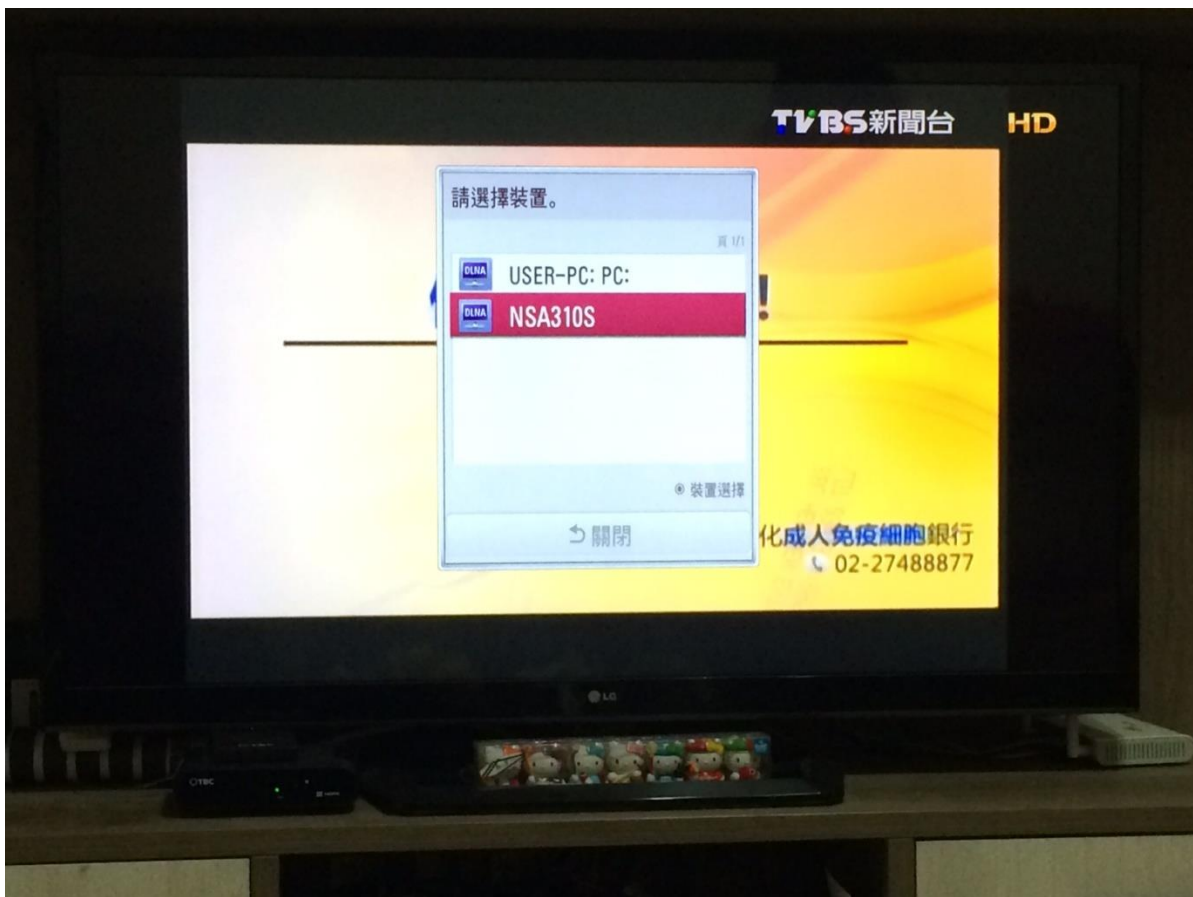 TVBS新聞台 HD
請選擇裝置。
頁 1/1
DLNA USER-PC: PC:
DLNA NSA310S
!
裝置選擇
關閉
化成人免疫細胞銀行
02-27488877
LG
TBC